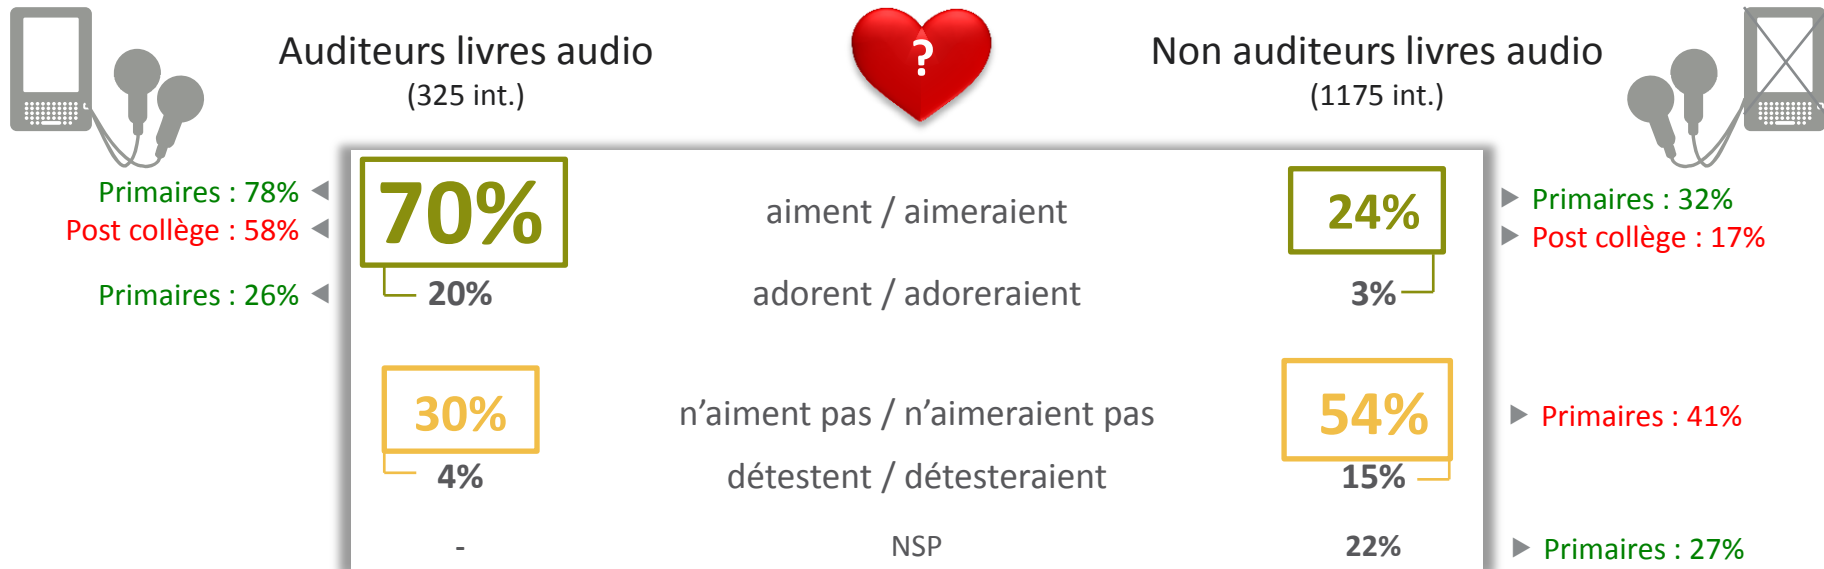 Auditeurs livres audio
(325 int.)
?
Non auditeurs livres audio
(1175 int.)
Primaires : 78%
Post collège : 58%
70%
aiment / aimeraient
24%
Primaires : 32%
Post collège : 17%
Primaires : 26%
20%
adorent / adoreraient
3%
30%
n'aiment pas / n'aimeraient pas
54%
Primaires : 41%
4%
détestent / détesteraient
15%
-
NSP
22%
Primaires : 27%